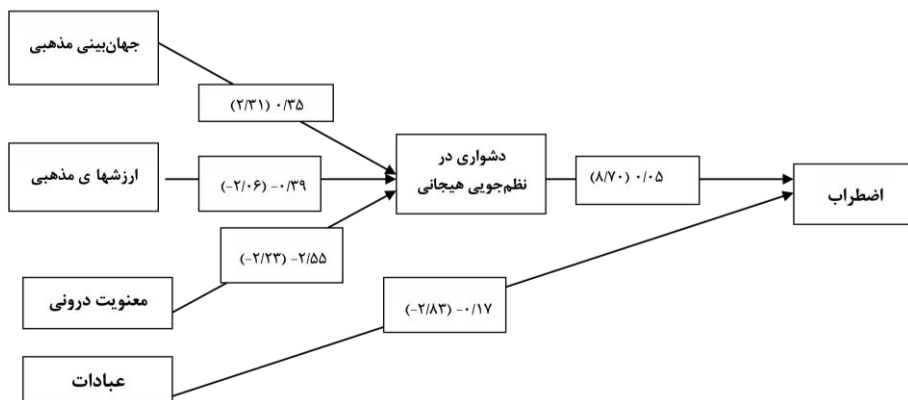 جهان‌بینی مذهبی
(۲/۳۱) ۰/۳۵
ارزشها ی مذهبی
(-۲/۰۶) -۰/۳۹
دشواری در
نظم‌جویی هیجانی
(۸/۷۰) ۰/۰۵
اضطراب
(-۲/۲۳) -۲/۵۵
معنویت درونی
(-۲/۸۳) -۰/۱۷
عبادات